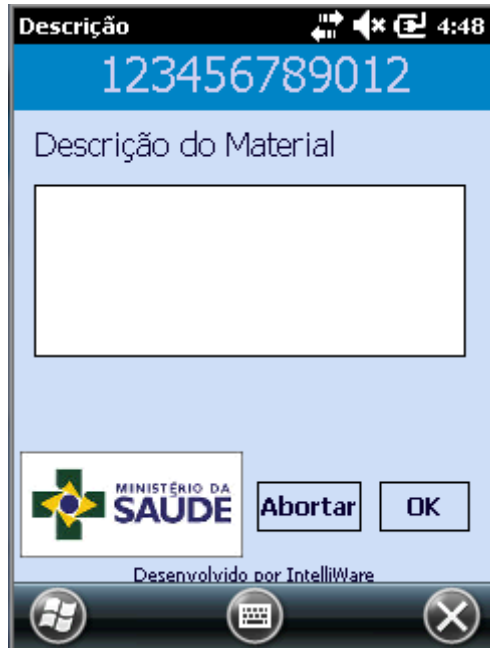 Descrição 4:48
123456789012
Descrição do Material
MINISTÉRIO DA
SAÚDE
Abortar OK
Desenvolvido por IntelliWare